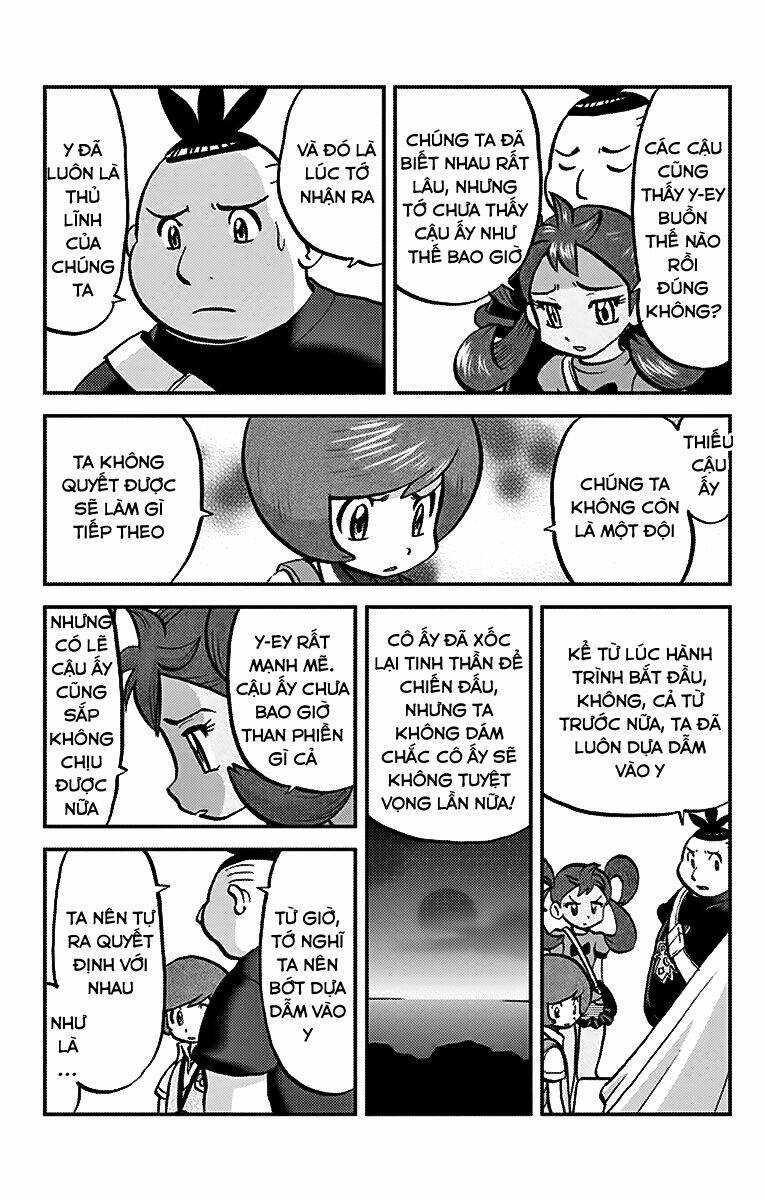 CÁC CẬU
CŨNG
THẤY Y-EY
BUỒN
THẾ NÀO
RỒI
ĐÚNG
KHÔNG?
CHÚNG TA ĐÃ
BIẾT NHAU RẤT
LÂU, NHƯNG
TỚ CHƯA THẤY
CẬU ẤY NHƯ
THẾ BAO GIỜ
VÀ ĐÓ LÀ
LÚC TỚ
NHẬN RA
Y ĐÃ
LUÔN LÀ
THỦ
LĨNH
CỦA
CHÚNG
TA
THIẾU
CẬU
ẤY
CHÚNG TA
KHÔNG CÒN
LÀ MỘT ĐỘI
TA KHÔNG
QUYẾT ĐƯỢC
SẼ LÀM GÌ
TIẾP THEO
KỂ TỪ LÚC HÀNH
TRÌNH BẮT ĐẦU,
KHÔNG, CẢ TỪ
TRƯỚC NỮA, TA ĐÃ
LUÔN DỰA DẪM
VÀO Y
CÔ ẤY ĐÃ XỐC
LẠI TINH THẦN ĐỂ
CHIẾN ĐẤU,
NHƯNG TA
KHÔNG DÁM
CHẮC CÔ ẤY SẼ
KHÔNG TUYỆT
VỌNG LẦN NỮA!
Y-EY RẤT
MẠNH MẼ.
CẬU ẤY CHƯA
BAO GIỜ
THAN PHIỀN
GÌ CẢ
NHƯNG
CÓ LẼ
CẬU ẤY
CŨNG
SẮP
KHÔNG
CHỊU
ĐƯỢC
NỮA
TỪ GIỜ,
TỚ NGHĨ
TA NÊN
BỚT DỰA
DẪM VÀO
Y
TA NÊN TỰ
RA QUYẾT
ĐỊNH VỚI
NHAU
NHƯ
LÀ
...